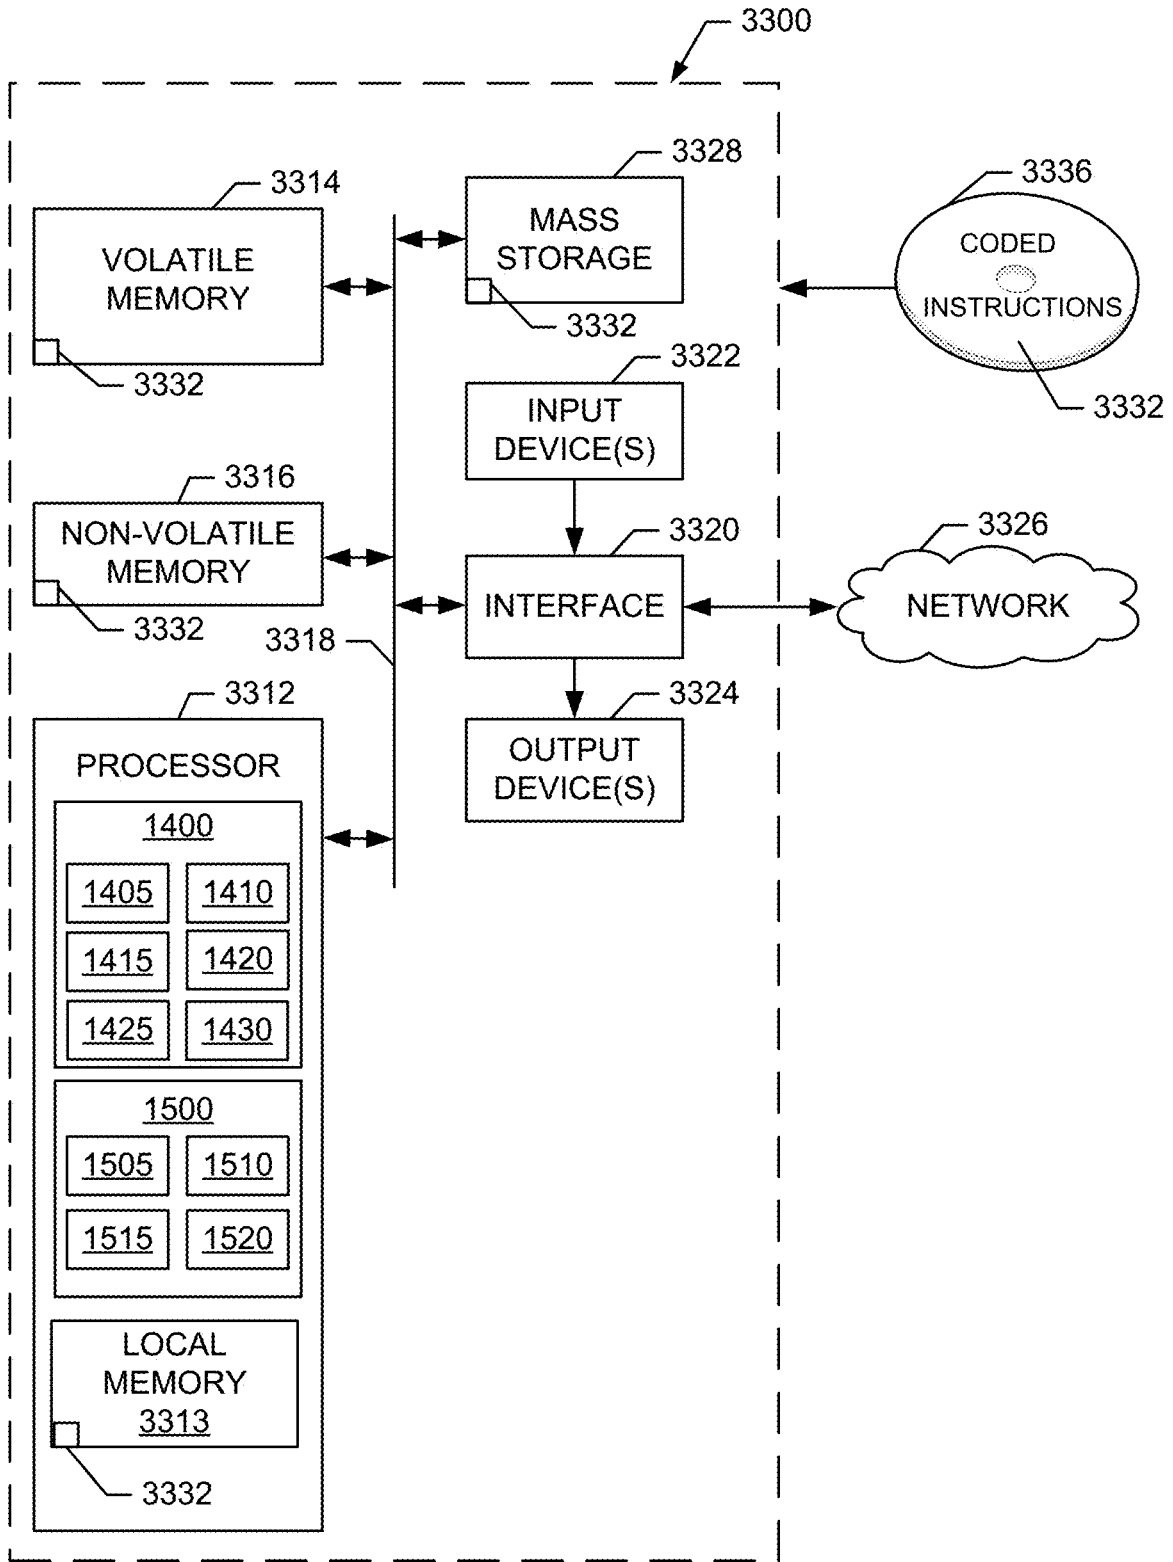 3300
3328
3314
MASS
STORAGE
3332
VOLATILE
MEMORY
3332
3336
CODED
INSTRUCTIONS
3332
3322
INPUT
DEVICE(S)
3316
NON-VOLATILE
MEMORY
3332
3320
INTERFACE
3326
NETWORK
3318
3324
OUTPUT
DEVICE(S)
3312
PROCESSOR
1400
1405
1410
1415
1420
1425
1430
1500
1505
1510
1515
1520
LOCAL
MEMORY
3313
3332